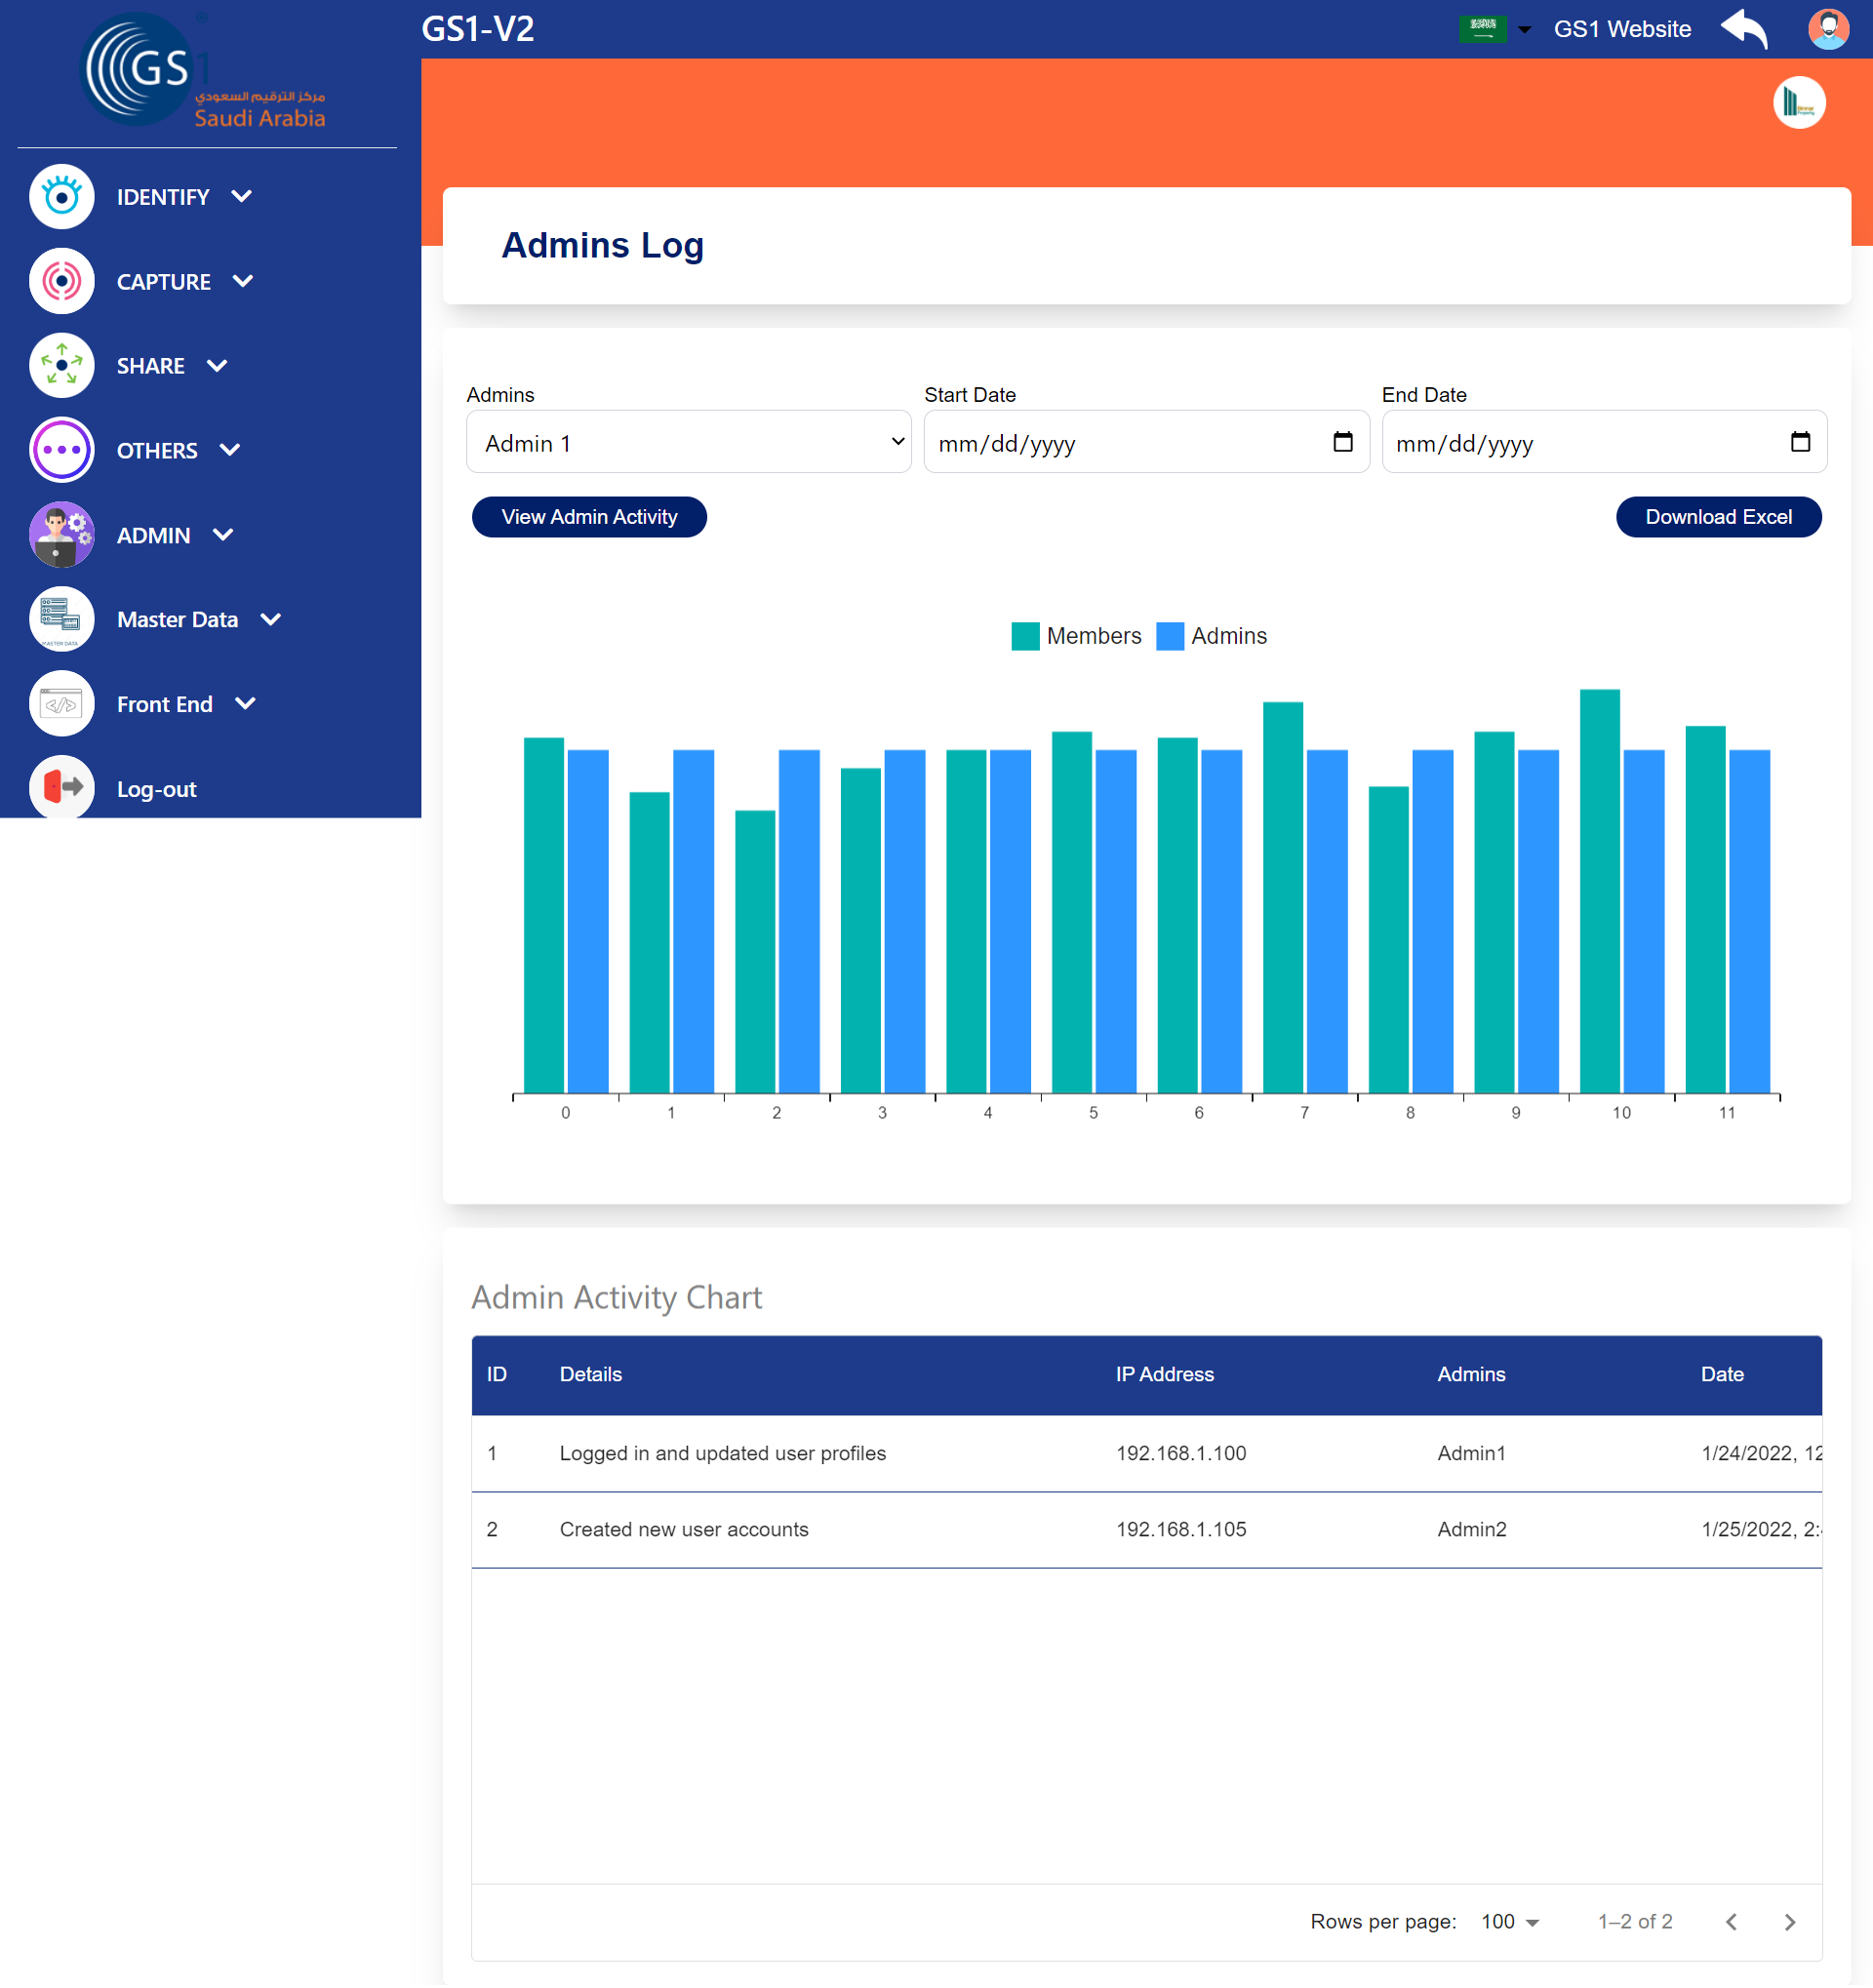 GS1
مركز الترقيم السعودي
Saudi Arabia
GS1-V2
GS1 Website
IDENTIFY
CAPTURE
SHARE
OTHERS
ADMIN
MASTER DATA
Master Data
Front End
Log-out
Admins Log
Admins
Start Date
End Date
Admin 1
mm/dd/yyyy
mm/dd/yyyy
View Admin Activity
Download Excel
Members
Admins
0 1 2 3 4 5 6 7 8 9 10 11
Admin Activity Chart
ID Details IP Address Admins Date
1 Logged in and updated user profiles 192.168.1.100 Admin1 1/24/2022, 12
2 Created new user accounts 192.168.1.105 Admin2 1/25/2022, 2:
Rows per page: 100 1–2 of 2